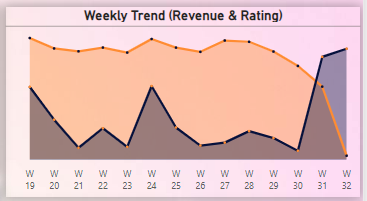 Weekly Trend (Revenue & Rating)
W W W W W W W W W W W W W W
19 20 21 22 23 24 25 26 27 28 29 30 31 32